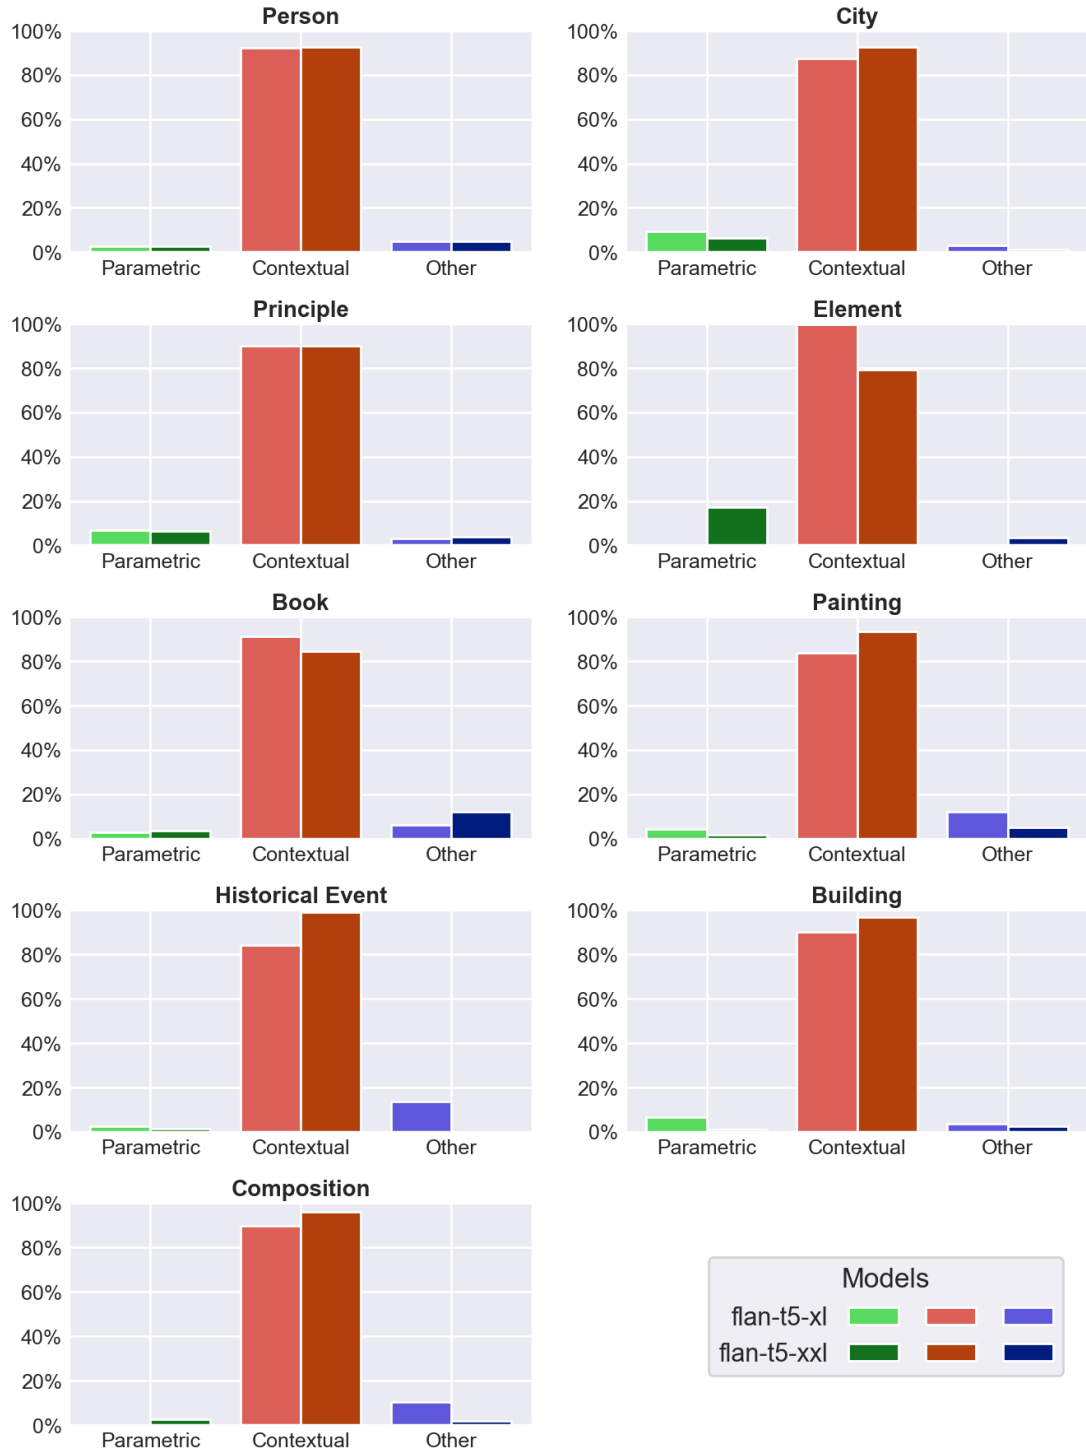 Person
100%
80%
60%
40%
20%
0%
Parametric Contextual Other
City
100%
80%
60%
40%
20%
0%
Parametric Contextual Other
Principle
100%
80%
60%
40%
20%
0%
Parametric Contextual Other
Element
100%
80%
60%
40%
20%
0%
Parametric Contextual Other
Book
100%
80%
60%
40%
20%
0%
Parametric Contextual Other
Painting
100%
80%
60%
40%
20%
0%
Parametric Contextual Other
Historical Event
100%
80%
60%
40%
20%
0%
Parametric Contextual Other
Building
100%
80%
60%
40%
20%
0%
Parametric Contextual Other
Composition
100%
80%
60%
40%
20%
0%
Parametric Contextual Other
Models
flan-t5-xl
flan-t5-xxl